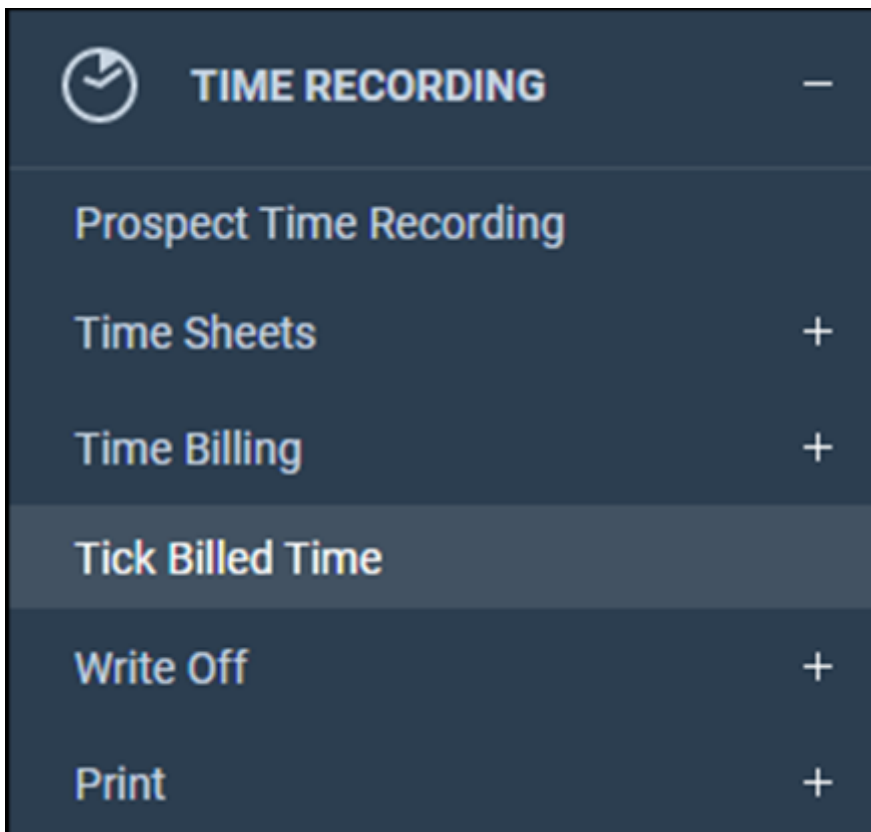 TIME RECORDING −
Prospect Time Recording
Time Sheets +
Time Billing +
Tick Billed Time
Write Off +
Print +